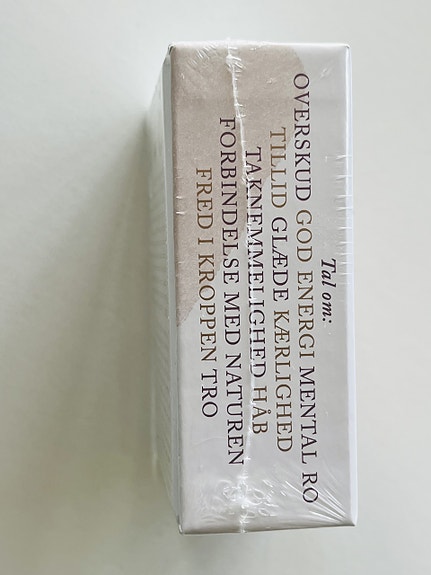 Tal om:
OVERSKUD GOD ENERGI MENTAL RO
TILLID GLÆDE KÆRLIGHED
TAKNEMMELIGHED HÅB
FORBINDELSE MED NATUREN
FRED I KROPPEN TRO